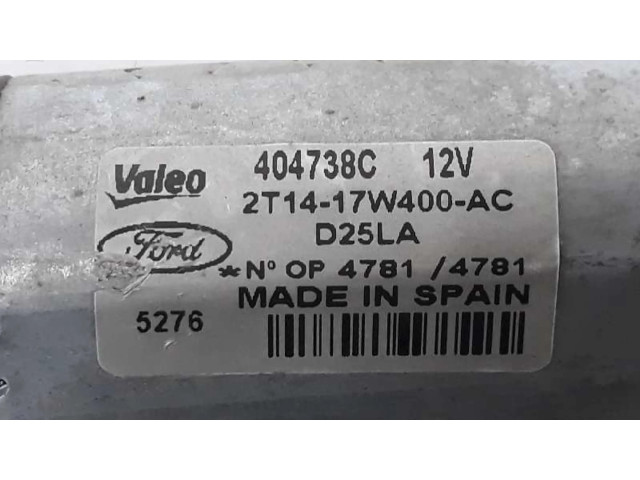 Valeo 404738C 12V
2T14-17W400-AC
D25LA
Ford
*Nº OP 4781 /4781
MADE IN SPAIN
5276